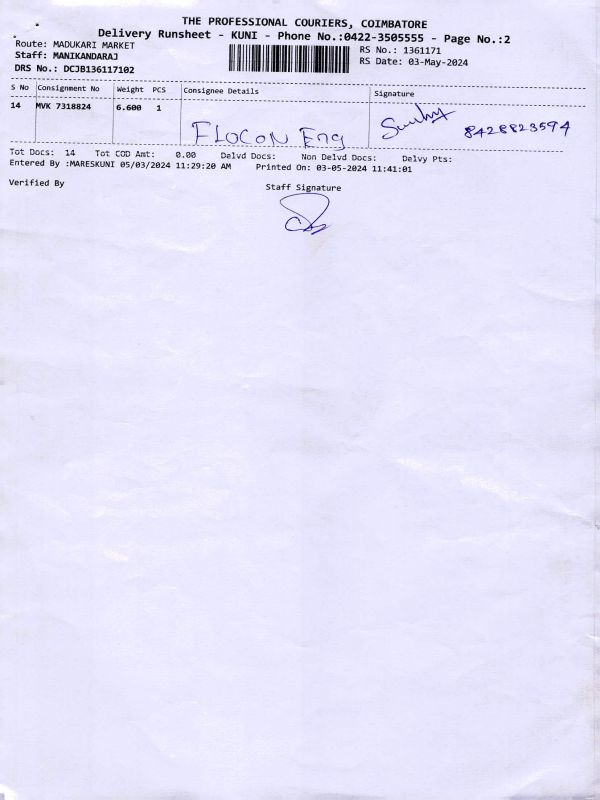 THE PROFESSIONAL COURIERS, COIMBATORE
Delivery Runsheet - KUNI - Phone No.:0422-3505555 - Page No.:2
Route: MADUKARI MARKET
RS No.: 1361171
Staff: MANIKANDARAJ
RS Date: 03-May-2024
DRS No.: DCJB136117102
S No Consignment No Weight PCS Consignee Details Signature
14 MVK 7318824 6.600 1
FLOCON Eng 8428823594
Tot Docs: 14 Tot COD Amt: 0.00 Delvd Docs: Non Delvd Docs: Delvy Pts:
Entered By :MARESKUNI 05/03/2024 11:29:20 AM Printed On: 03-05-2024 11:41:01
Verified By Staff Signature